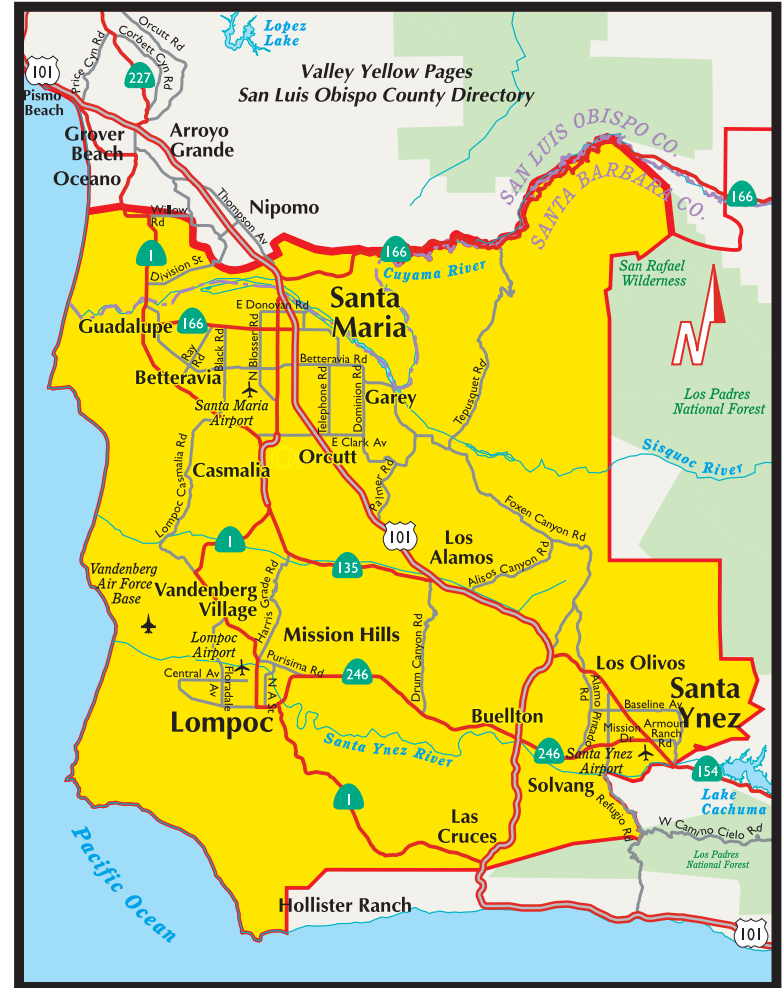 Orcutt Rd
Corbett Cyn Rd
Price Cyn Rd
227
101
Pismo
Beach
Lopez
Lake
Valley Yellow Pages
San Luis Obispo County Directory
Grover
Beach
Oceano
Arroyo
Grande
Nipomo
Thompson Av
Willow
Rd
SAN LUIS OBISPO CO.
SANTA BARBARA CO.
166
166
1
Division St
Cuyama River
San Rafael
Wilderness
N
Santa
Maria
E Donovan Rd
Guadalupe
166
Ray
Rd
Black Rd
N Blosser Rd
Betteravia Rd
Betteravia
Telephone Rd
Dominion Rd
Garey
Tepusquet Rd
Santa Maria
Airport
Los Padres
National Forest
E Clark Av
Orcutt
Sisquoc River
Casmalia
Lompoc Casmalia Rd
Palmer Rd
Foxen Canyon Rd
101
Los
Alamos
Alisos Canyon Rd
1
135
Vandenberg
Air Force
Base
Vandenberg
Village
Harris Grade Rd
Mission Hills
Drum Canyon Rd
Lompoc
Airport
Purisima Rd
246
Central Av
Floradale
Av
N A St
Lompoc
Los Olivos
Santa
Ynez
Alamo Pintado
Rd
Baseline Av
Mission
Dr
Armour
Ranch
Rd
Buellton
Santa Ynez River
246
Santa Ynez
Airport
154
Solvang
Lake
Cachuma
1
Las
Cruces
Refugio Rd
W Camino Cielo Rd
Los Padres
National Forest
Pacific Ocean
Hollister Ranch
101